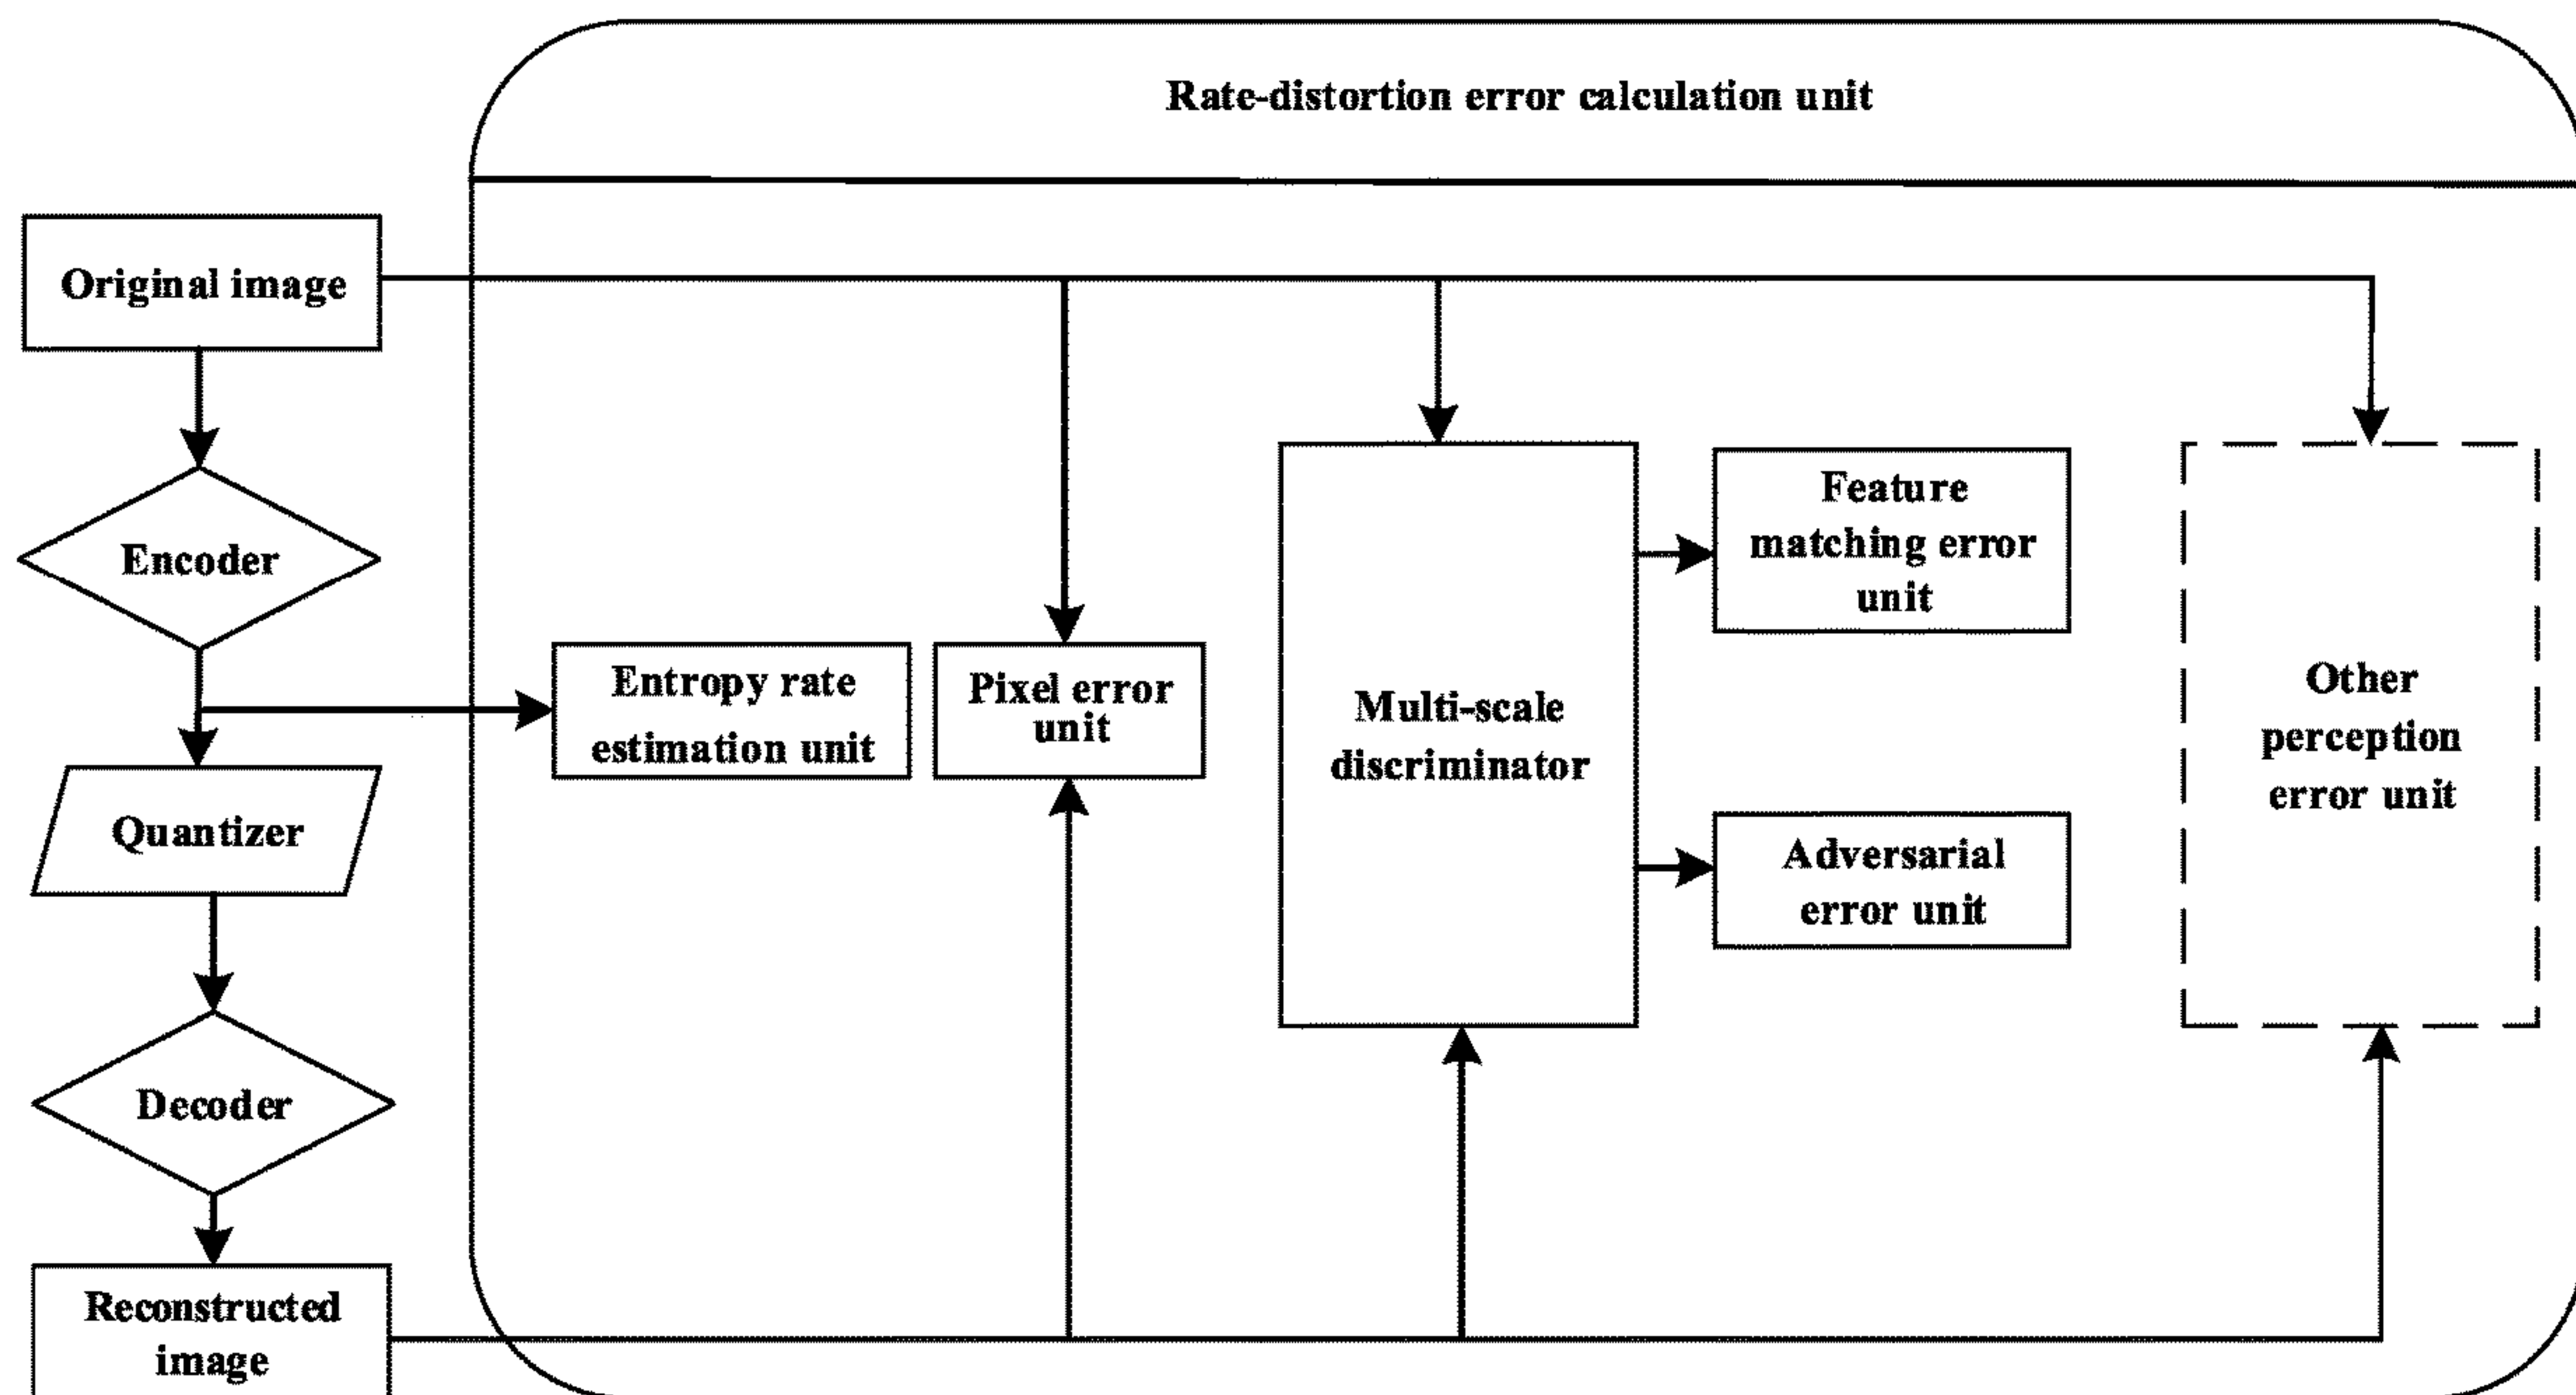 Rate-distortion error calculation unit
Original image
Encoder
Quantizer
Decoder
Reconstructed
image
Entropy rate
estimation unit
Pixel error
unit
Multi-scale
discriminator
Feature
matching error
unit
Adversarial
error unit
Other
perception
error unit